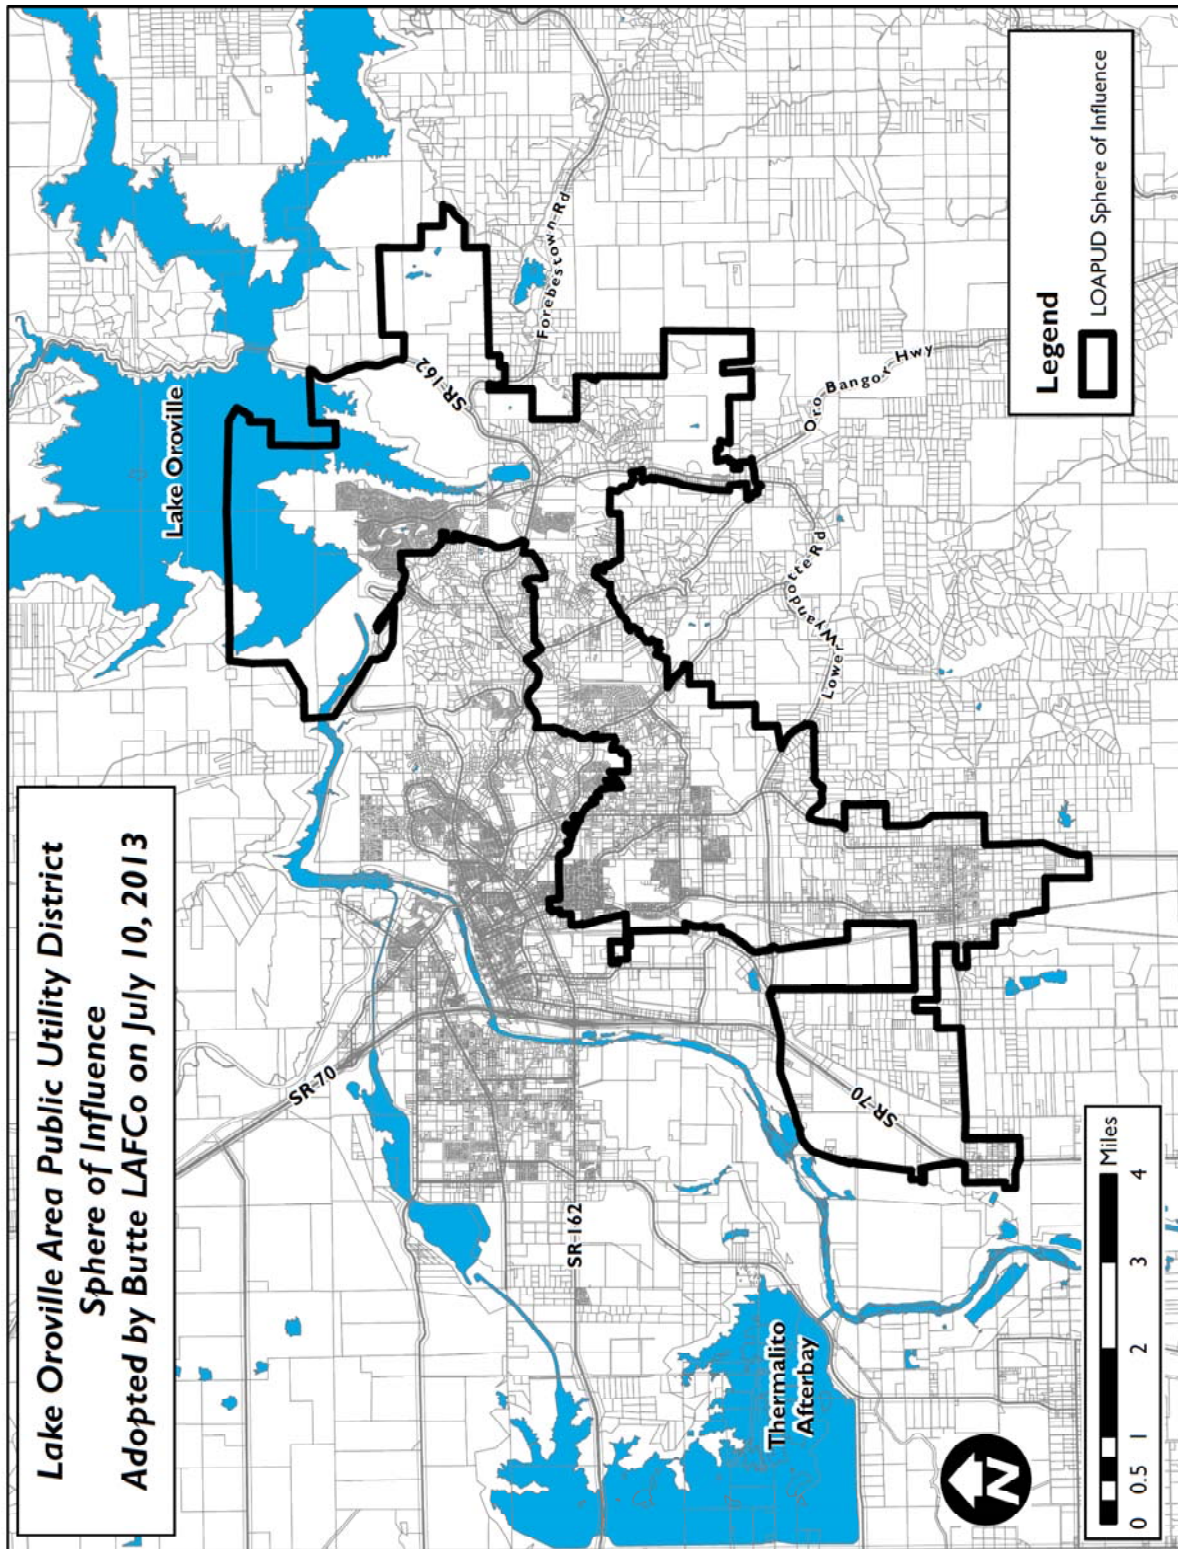 Lake Oroville Area Public Utility District
Sphere of Influence
Adopted by Butte LAFCo on July 10, 2013
Lake Oroville
SR-162
Forebestown Rd
SR-70
SR-162
Oro Bangor Hwy
Lower Wyandotte Rd
SR-70
Thermalito
Afterbay
N
0 0.5 1 2 3 4
Miles
Legend
LOAPUD Sphere of Influence